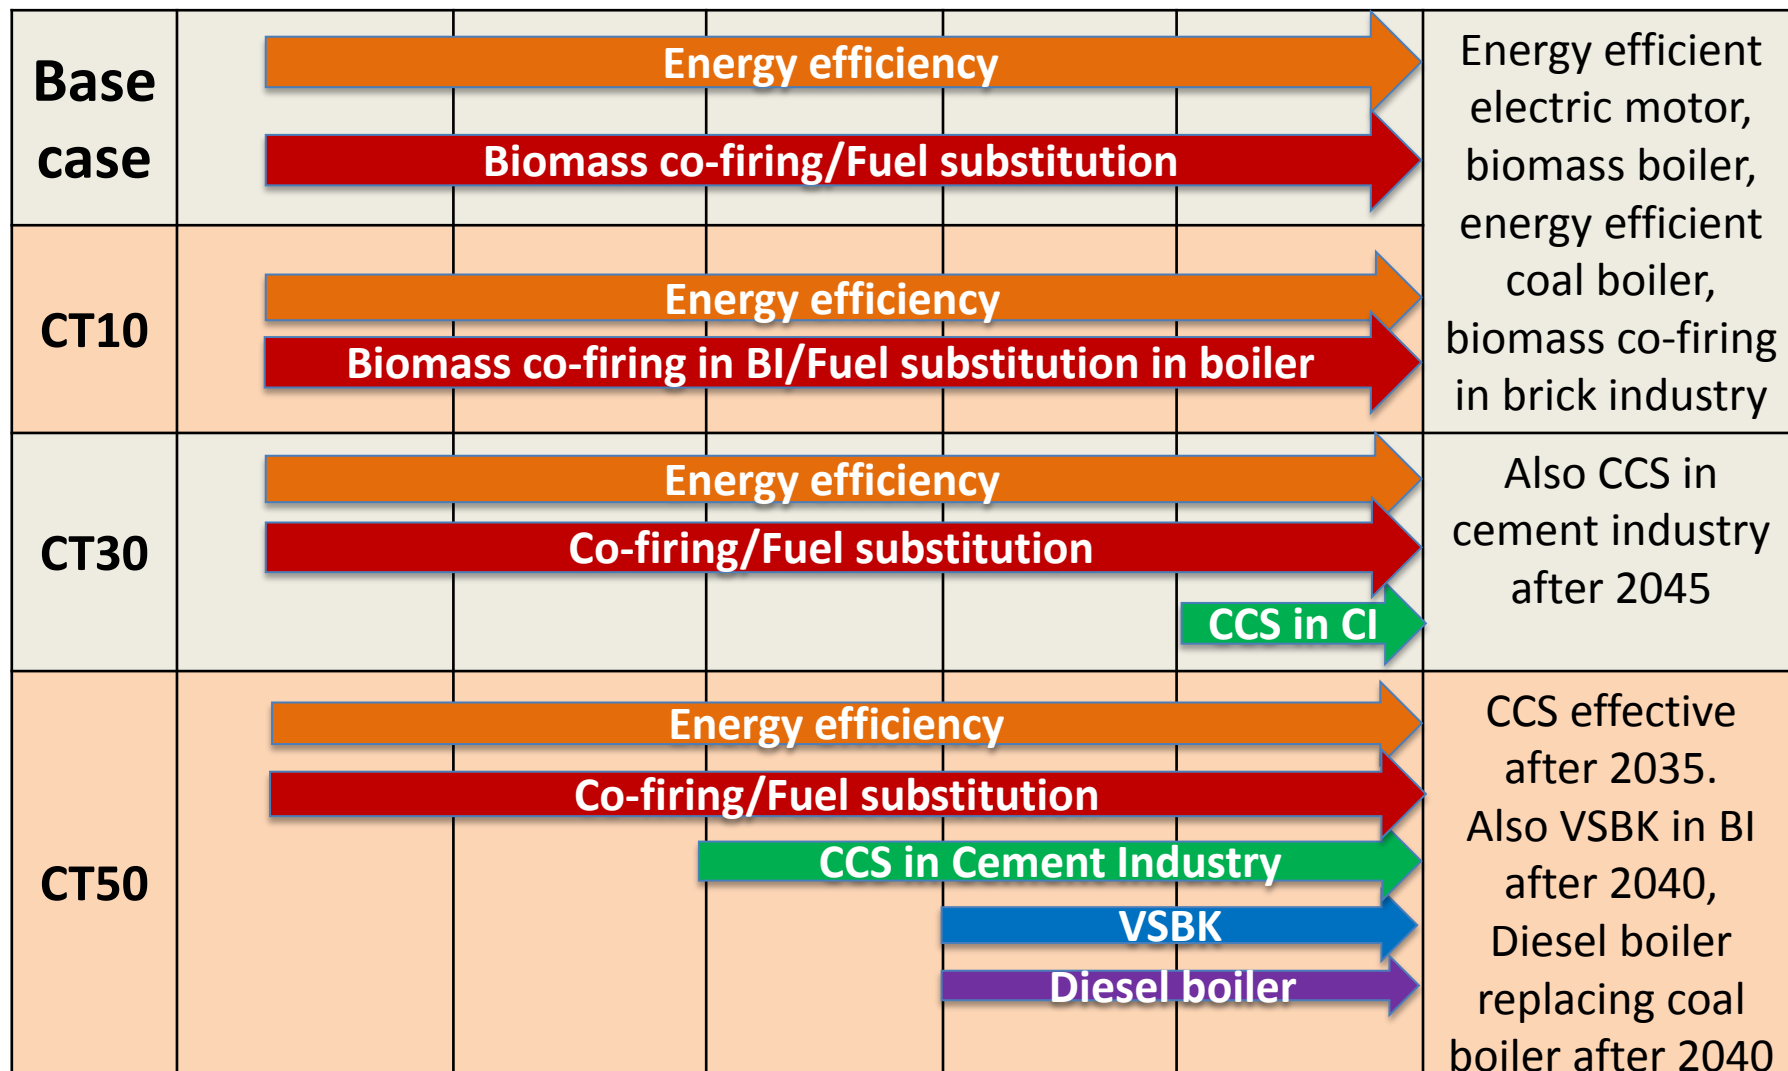 Base
case
Energy efficiency
Biomass co-firing/Fuel substitution
Energy efficient
electric motor,
biomass boiler,
energy efficient
coal boiler,
biomass co-firing
in brick industry
CT10
Energy efficiency
Biomass co-firing in BI/Fuel substitution in boiler
CT30
Energy efficiency
Co-firing/Fuel substitution
CCS in CI
Also CCS in
cement industry
after 2045
CT50
Energy efficiency
Co-firing/Fuel substitution
CCS in Cement Industry
VSBK
Diesel boiler
CCS effective
after 2035.
Also VSBK in BI
after 2040,
Diesel boiler
replacing coal
boiler after 2040